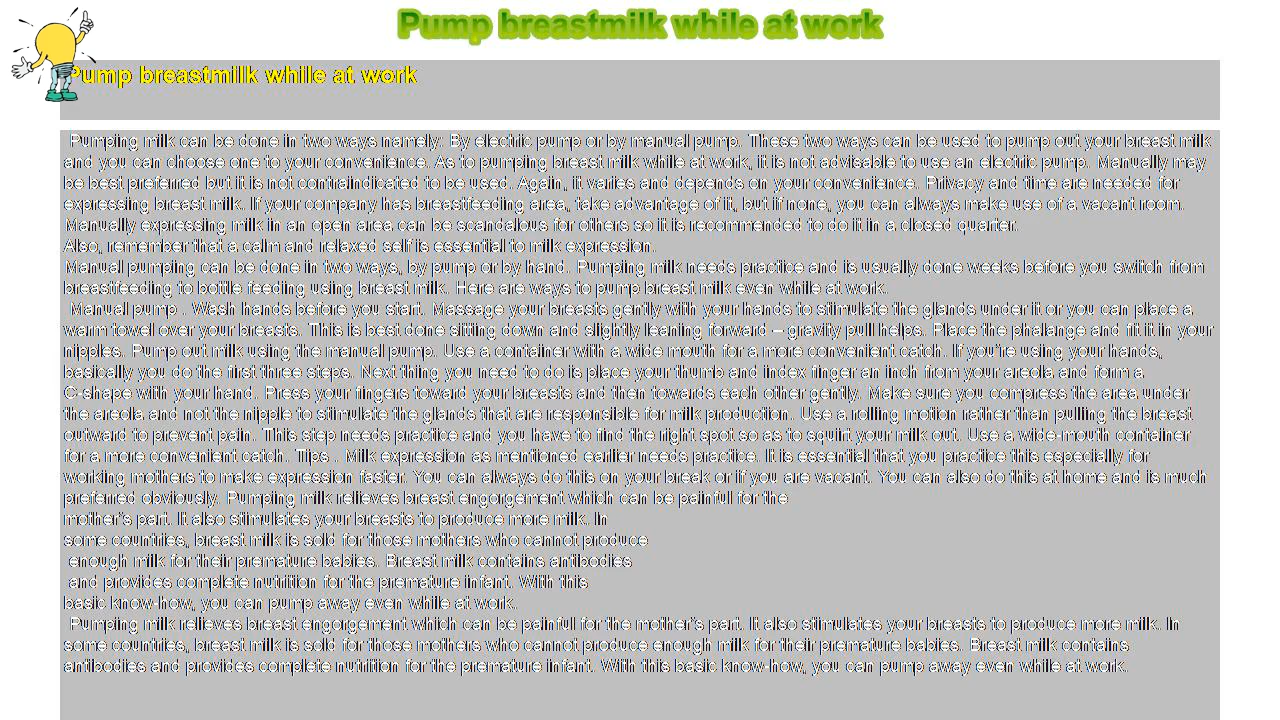 Pump breastmilk while at work
Pump breastmilk while at work
Pumping milk can be done in two ways namely: By electric pump or by manual pump. These two ways can be used to pump out your breast milk
and you can choose one to your convenience. As to pumping breast milk while at work, it is not advisable to use an electric pump. Manually may
be best preferred but it is not contraindicated to be used. Again, it varies and depends on your convenience. Privacy and time are needed for
expressing breast milk. If your company has breastfeeding area, take advantage of it, but if none, you can always make use of a vacant room.
Manually expressing milk in an open area can be scandalous for others so it is recommended to do it in a closed quarter.
Also, remember that a calm and relaxed self is essential to milk expression.
Manual pumping can be done in two ways, by pump or by hand. Pumping milk needs practice and is usually done weeks before you switch from
breastfeeding to bottle feeding using breast milk. Here are ways to pump breast milk even while at work.
Manual pump . Wash hands before you start. Massage your breasts gently with your hands to stimulate the glands under it or you can place a
warm towel over your breasts. This is best done sitting down and slightly leaning forward – gravity pull helps. Place the phalange and fit it in your
nipples. Pump out milk using the manual pump. Use a container with a wide mouth for a more convenient catch. If you're using your hands,
basically you do the first three steps. Next thing you need to do is place your thumb and index finger an inch from your areola and form a
C-shape with your hand. Press your fingers toward your breasts and then towards each other gently. Make sure you compress the area under
the areola and not the nipple to stimulate the glands that are responsible for milk production. Use a rolling motion rather than pulling the breast
outward to prevent pain. This step needs practice and you have to find the right spot so as to squirt your milk out. Use a wide-mouth container
for a more convenient catch. Tips . Milk expression as mentioned earlier needs practice. It is essential that you practice this especially for
working mothers to make expression faster. You can always do this on your break or if you are vacant. You can also do this at home and is much
preferred obviously. Pumping milk relieves breast engorgement which can be painful for the
mother's part. It also stimulates your breasts to produce more milk. In
some countries, breast milk is sold for those mothers who cannot produce
enough milk for their premature babies. Breast milk contains antibodies
and provides complete nutrition for the premature infant. With this
basic know-how, you can pump away even while at work.
Pumping milk relieves breast engorgement which can be painful for the mother's part. It also stimulates your breasts to produce more milk. In
some countries, breast milk is sold for those mothers who cannot produce enough milk for their premature babies. Breast milk contains
antibodies and provides complete nutrition for the premature infant. With this basic know-how, you can pump away even while at work.